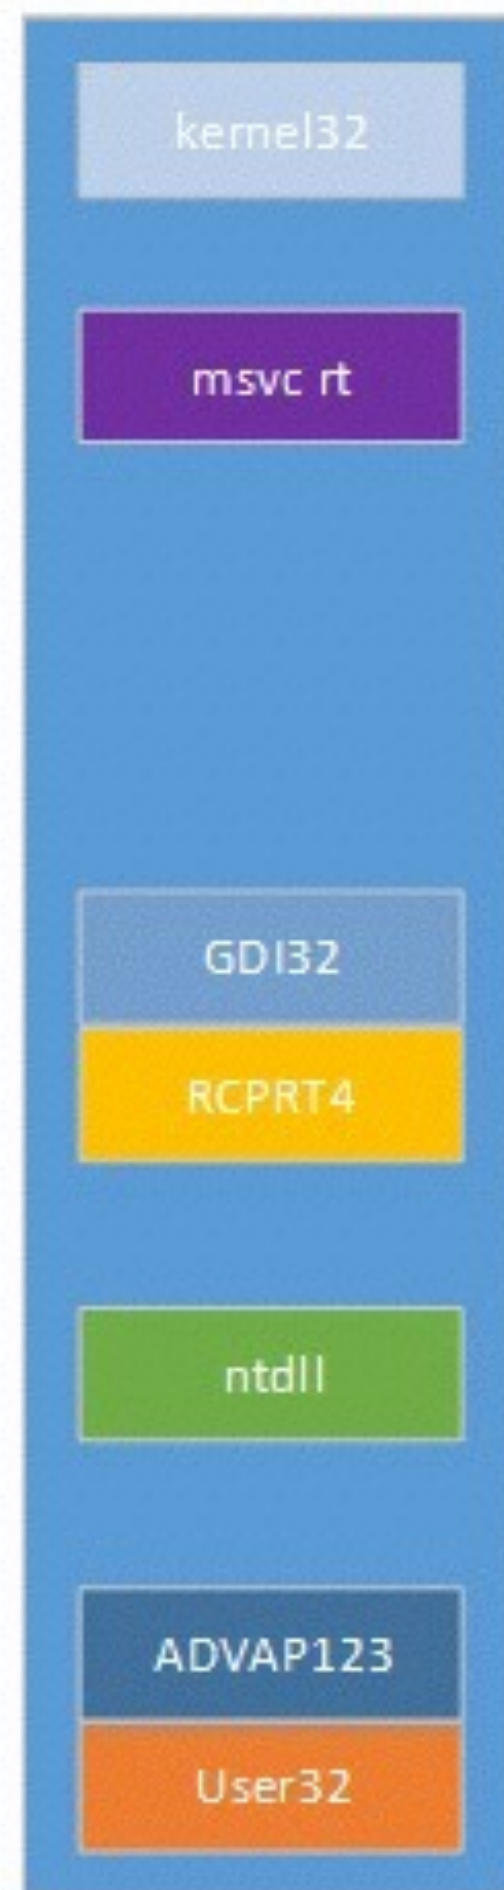 kernel32
msvc rt
GDI32
RCPRT4
ntdll
ADVAP123
User32